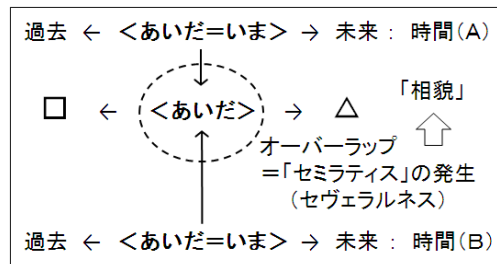 過去 ← <あいだ=いま> → 未来 : 時間(A)
□ ← <あいだ> → △ 「相貌」
オーバーラップ
=「セミラティス」の発生
(セヴェラルネス)
過去 ← <あいだ=いま> → 未来 : 時間(B)